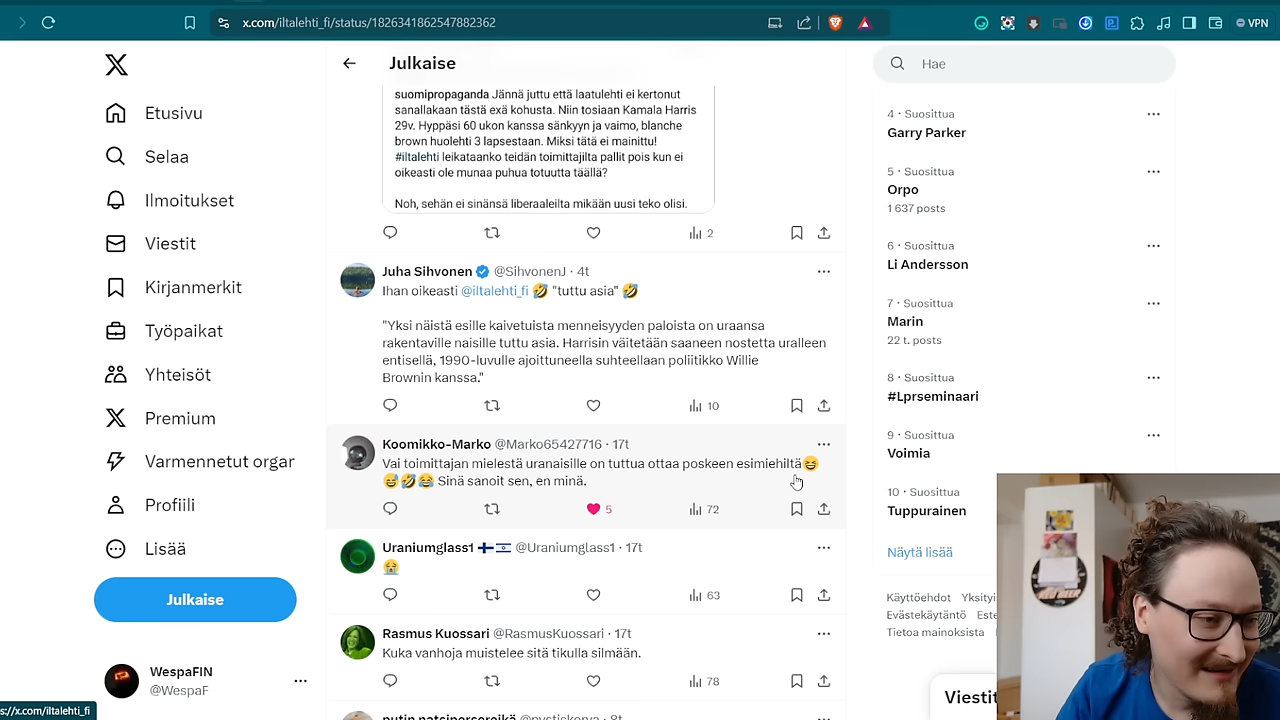 x.com/iltalehti_fi/status/1826341862547882362
VPN
Etusivu
Selaa
Ilmoitukset
Viestit
Kirjanmerkit
Työpaikat
Yhteisöt
Premium
Varmennetut orgar
Profiili
Lisää
Julkaise
WespaFIN
@WespaF
s://x.com/iltalehti_fi
Julkaise
suomipropaganda Jännä juttu että laatulehti ei kertonut
sanallakaan tästä exä kohusta. Niin tosiaan Kamala Harris
29v. Hyppäsi 60 ukon kanssa sänkyyn ja vaimo, blanche
brown huolehti 3 lapsestaan. Miksi tätä ei mainittu!
#iltalehti leikataanko teidän toimittajilta pallit pois kun ei
oikeasti ole munaa puhua totuutta täällä?
Noh, sehän ei sinänsä liberaaleilta mikään uusi teko olisi.
2
Juha Sihvonen @SihvonenJ · 4t
Ihan oikeasti @iltalehti_fi 🤣 "tuttu asia" 🤣
"Yksi näistä esille kaivetuista menneisyyden paloista on uraansa
rakentaville naisille tuttu asia. Harrisin väitetään saaneen nostetta uralleen
entisellä, 1990-luvulle ajoittuneella suhteellaan poliitikko Willie
Brownin kanssa."
10
Koomikko-Marko @Marko65427716 · 17t
Vai toimittajan mielestä uranaisille on tuttua ottaa poskeen esimiehiltä😆
😅🤣😂 Sinä sanoit sen, en minä.
5 72
Uraniumglass1 🇫🇮🇮🇱 @Uraniumglass1 · 17t
😭
63
Rasmus Kuossari @RasmusKuossari · 17t
Kuka vanhoja muistelee sitä tikulla silmään.
78
Hae
4 · Suosittua
Garry Parker
5 · Suosittua
Orpo
1 637 posts
6 · Suosittua
Li Andersson
7 · Suosittua
Marin
22 t. posts
8 · Suosittua
#Lprseminaari
9 · Suosittua
Voimia
10 · Suosittua
Tuppurainen
Näytä lisää
Käyttöehdot Yksityi
Evästekäytäntö Este
Tietoa mainoksista
Viestit